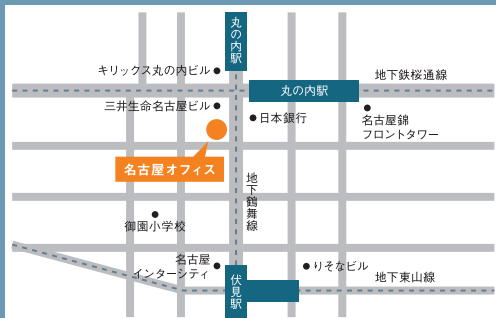 丸の内駅
キリックス丸の内ビル
地下鉄桜通線
丸の内駅
三井生命名古屋ビル
日本銀行
名古屋錦
フロントタワー
名古屋オフィス
地下鶴舞線
御園小学校
名古屋
インターシティ
伏見駅
りそなビル
地下東山線